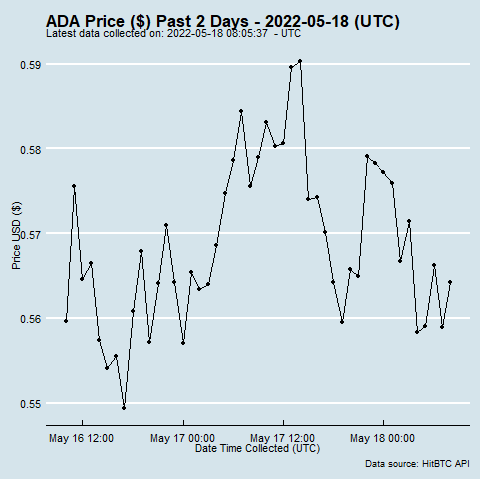 ADA Price ($) Past 2 Days - 2022-05-18 (UTC)
Latest data collected on: 2022-05-18 08:05:37 - UTC
0.59
0.58
0.57
0.56
0.55
Price USD ($)
May 16 12:00 May 17 00:00 May 17 12:00 May 18 00:00
Date Time Collected (UTC)
Data source: HitBTC API